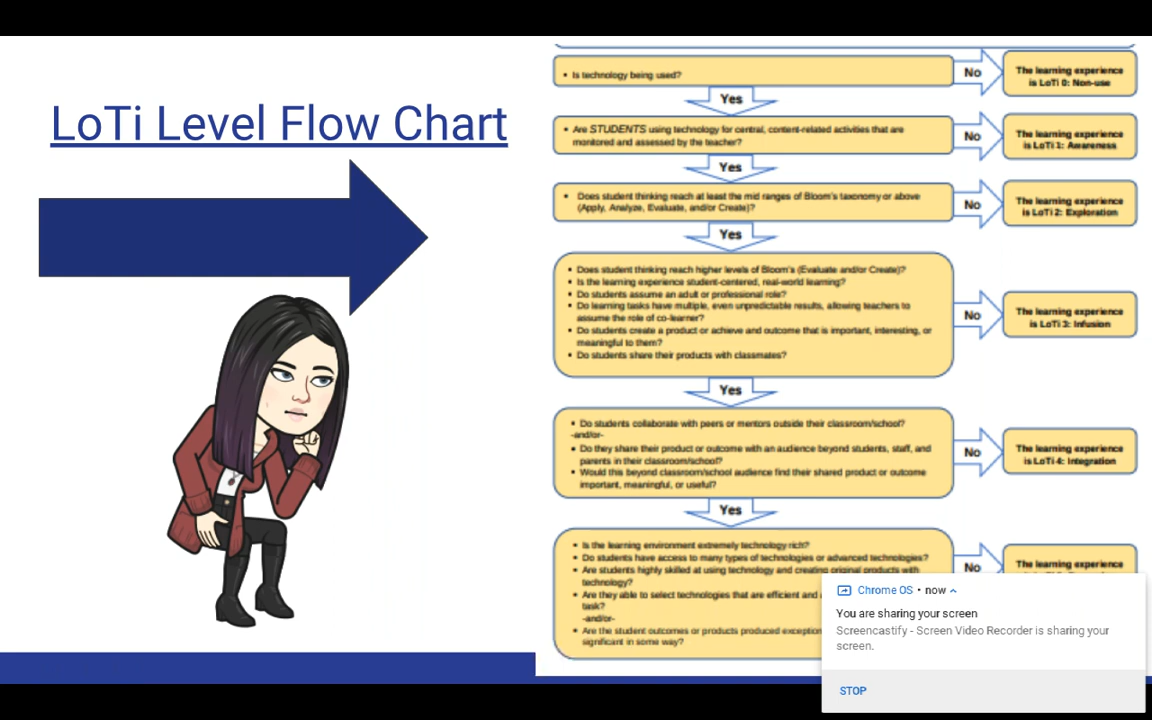 LoTi Level Flow Chart
• Is technology being used?
No
The learning experience
is LoTi 0: Non-use
Yes
• Are STUDENTS using technology for central, content-related activities that are
monitored and assessed by the teacher?
No
The learning experience
is LoTi 1: Awareness
Yes
• Does student thinking reach at least the mid ranges of Bloom's taxonomy or above
(Apply, Analyze, Evaluate, and/or Create)?
No
The learning experience
is LoTi 2: Exploration
Yes
• Does student thinking reach higher levels of Bloom's (Evaluate and/or Create)?
• Is the learning experience student-centered, real-world learning?
• Do students assume an adult or professional role?
• Do learning tasks have multiple, even unpredictable results, allowing teachers to
assume the role of co-learner?
• Do students create a product or achieve and outcome that is important, interesting, or
meaningful to them?
• Do students share their products with classmates?
No
The learning experience
is LoTi 3: Infusion
Yes
• Do students collaborate with peers or mentors outside their classroom/school?
-and/or-
• Do they share their product or outcome with an audience beyond students, staff, and
parents in their classroom/school?
• Would this beyond classroom/school audience find their shared product or outcome
important, meaningful, or useful?
No
The learning experience
is LoTi 4: Integration
Yes
• Is the learning environment extremely technology rich?
• Do students have access to many types of technologies or advanced technologies?
• Are students highly skilled at using technology and creating original products with
technology?
• Are they able to select technologies that are efficient and
task?
-and/or-
• Are the student outcomes or products produced exception
significant in some way?
No
The learning experience
Chrome OS • now
You are sharing your screen
Screencastify - Screen Video Recorder is sharing your
screen.
STOP